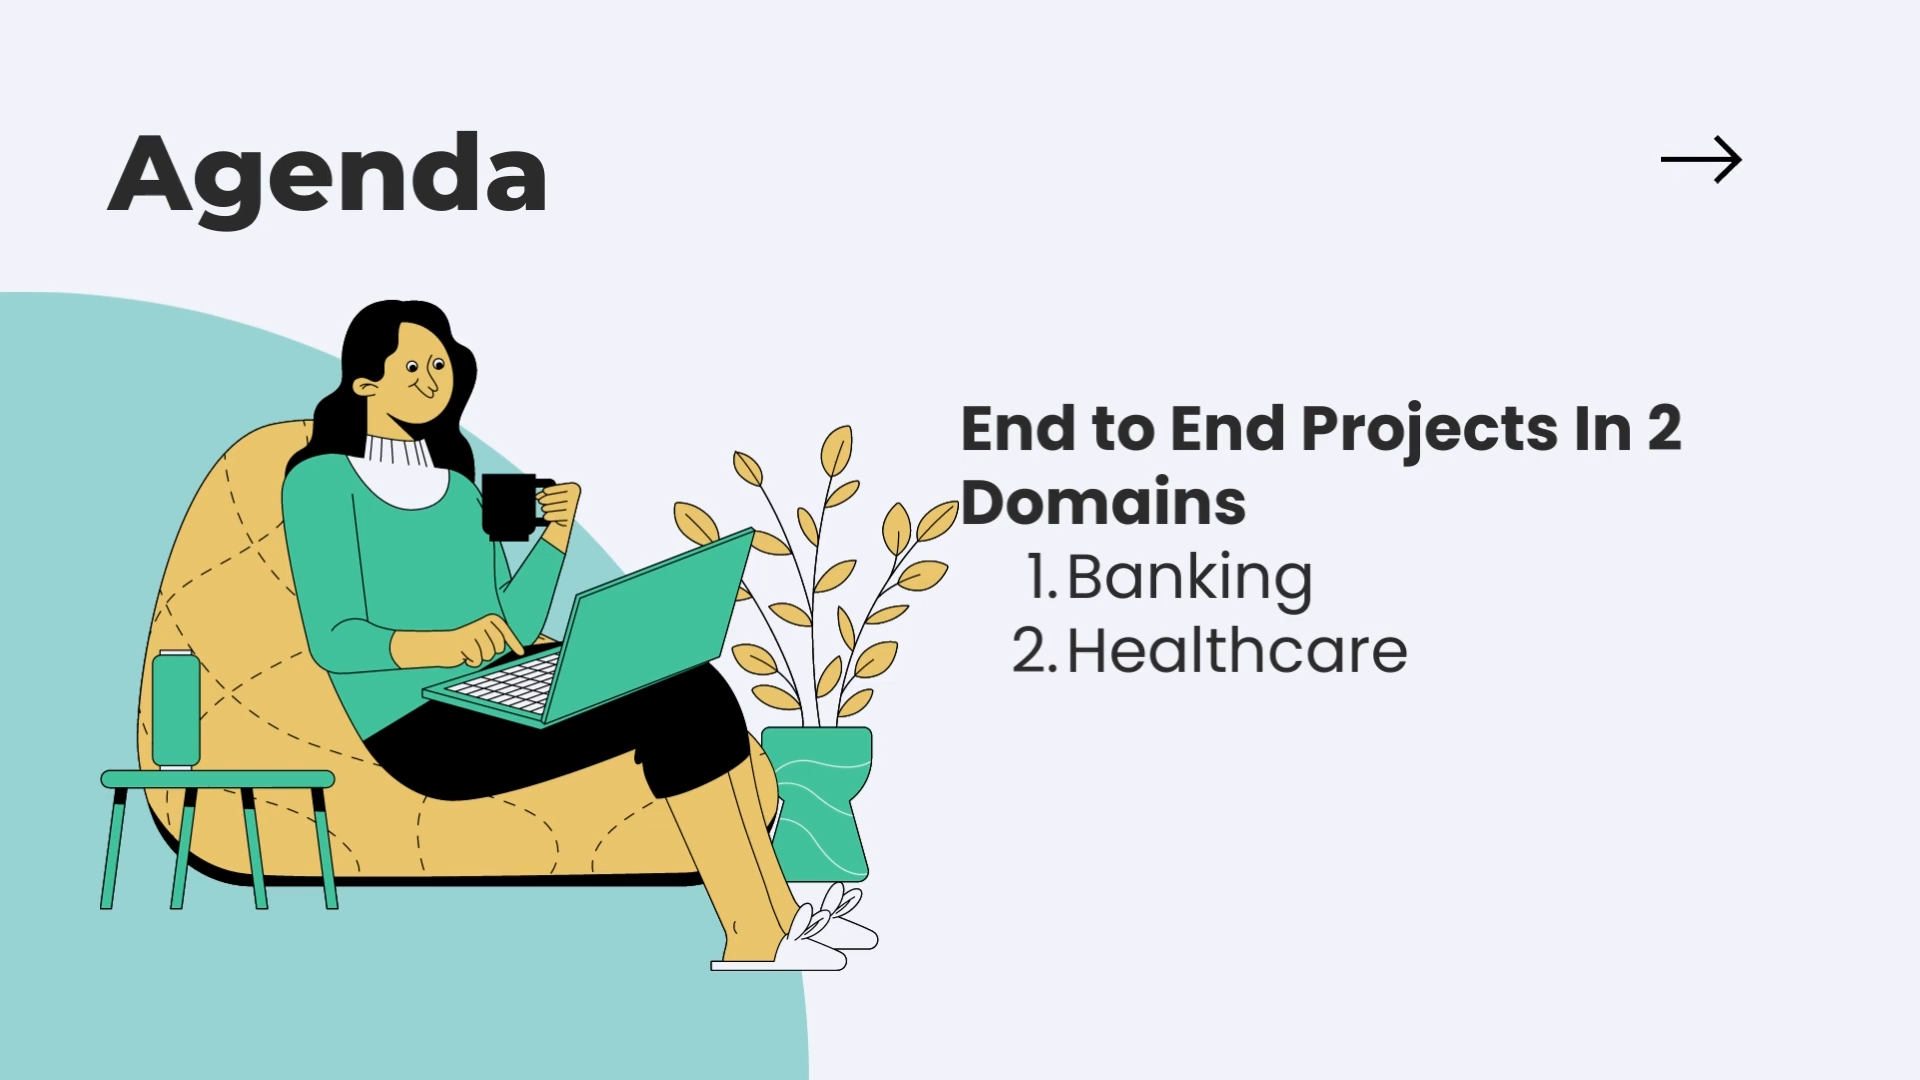 Agenda
End to End Projects In 2
Domains
1. Banking
2. Healthcare